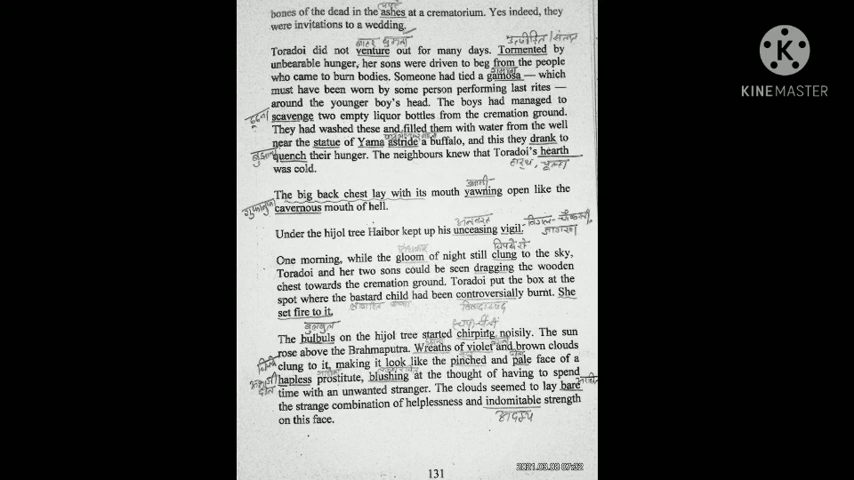 bones of the dead in the ashes at a crematorium. Yes indeed, they
were invitations to a wedding.
बाहर घूमना
Toradoi did not venture out for many days. Tormented by
unbearable hunger, her sons were driven to beg from the people
गमछा
who came to burn bodies. Someone had tied a gamosa — which
must have been worn by some person performing last rites —
around the younger boy's head. The boys had managed to
ढूंढना
scavenge two empty liquor bottles from the cremation ground.
They had washed these and filled them with water from the well
near the statue of Yama astride a buffalo, and this they drank to
बुझाना
quench their hunger. The neighbours knew that Toradoi's hearth
was cold.
चूल्हा
The big back chest lay with its mouth yawning open like the
cavernous mouth of hell.
Under the hijol tree Haibor kept up his unceasing vigil.
One morning, while the gloom of night still clung to the sky,
Toradoi and her two sons could be seen dragging the wooden
chest towards the cremation ground. Toradoi put the box at the
spot where the bastard child had been controversially burnt. She
set fire to it.
बुलबुल
The bulbuls on the hijol tree started chirping noisily. The sun
rose above the Brahmaputra. Wreaths of violet and brown clouds
clung to it, making it look like the pinched and pale face of a
hapless prostitute, blushing at the thought of having to spend
time with an unwanted stranger. The clouds seemed to lay bare
the strange combination of helplessness and indomitable strength
on this face.
131
2021.03.08 07:02
K
KINEMASTER